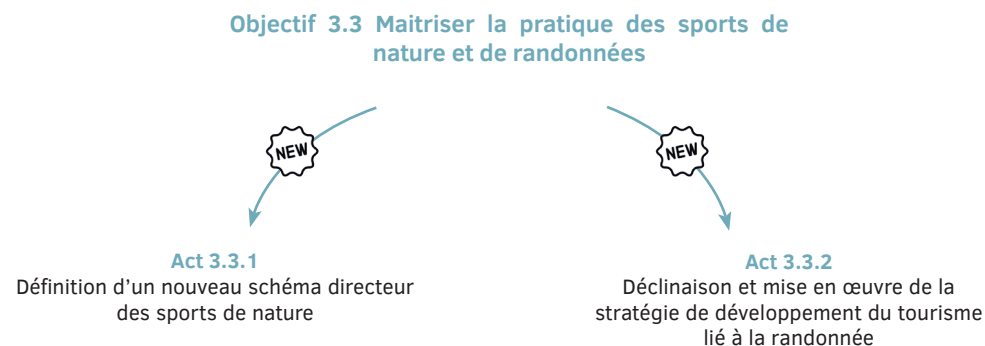 Objectif 3.3 Maitriser la pratique des sports de
nature et de randonnées
NEW
NEW
Act 3.3.1
Définition d'un nouveau schéma directeur
des sports de nature
Act 3.3.2
Déclinaison et mise en œuvre de la
stratégie de développement du tourisme
lié à la randonnée